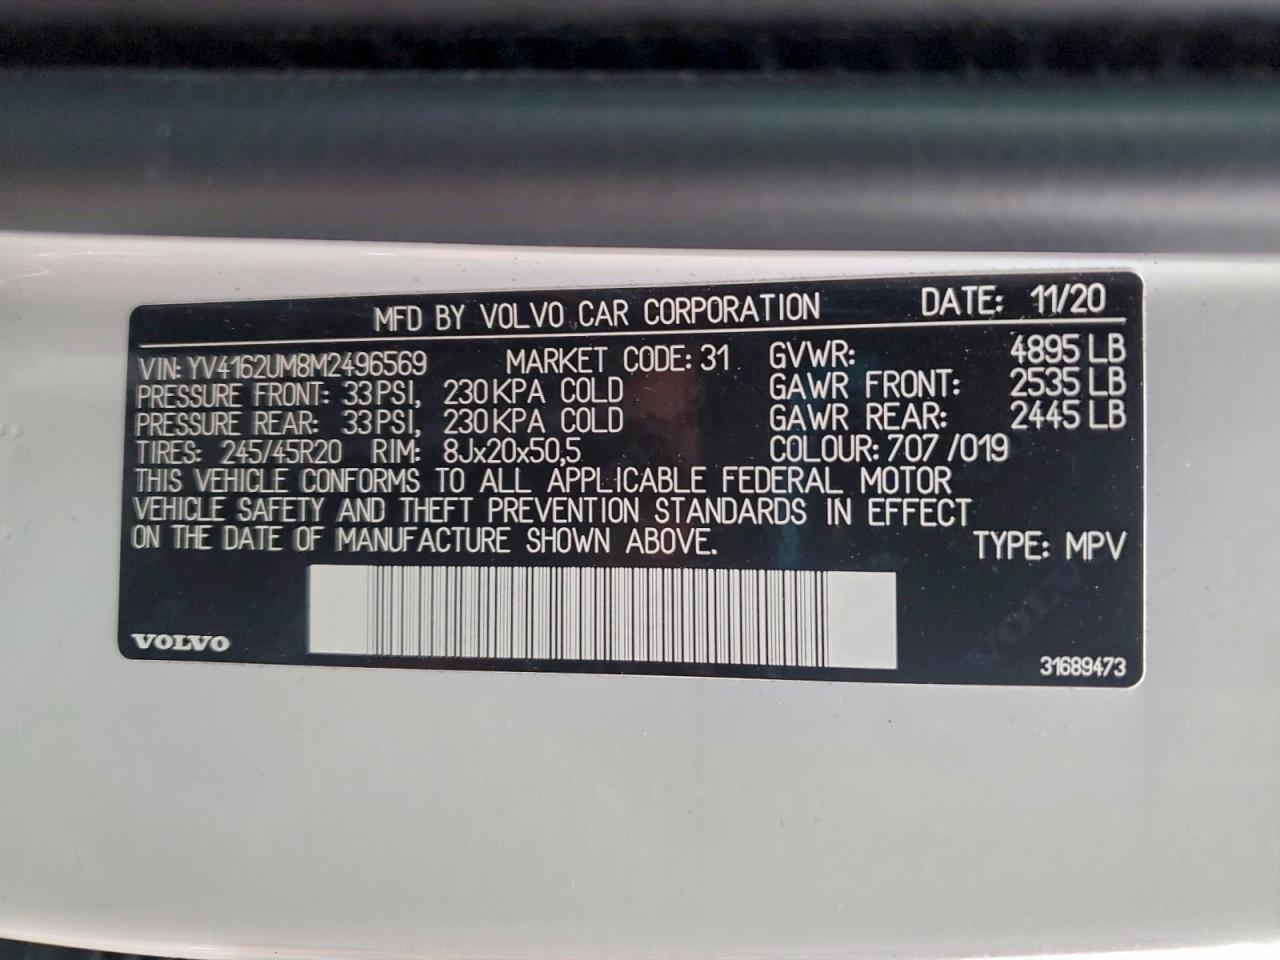 MFD BY VOLVO CAR CORPORATION DATE: 11/20
VIN: YV4162UM8M2496569 MARKET CODE: 31 GVWR: 4895 LB
PRESSURE FRONT: 33 PSI, 230 KPA COLD GAWR FRONT: 2535 LB
PRESSURE REAR: 33 PSI, 230 KPA COLD GAWR REAR: 2445 LB
TIRES: 245/45R20 RIM: 8Jx20x50,5 COLOUR: 707 /019
THIS VEHICLE CONFORMS TO ALL APPLICABLE FEDERAL MOTOR
VEHICLE SAFETY AND THEFT PREVENTION STANDARDS IN EFFECT
ON THE DATE OF MANUFACTURE SHOWN ABOVE. TYPE: MPV
VOLVO
VOLVO
31689473